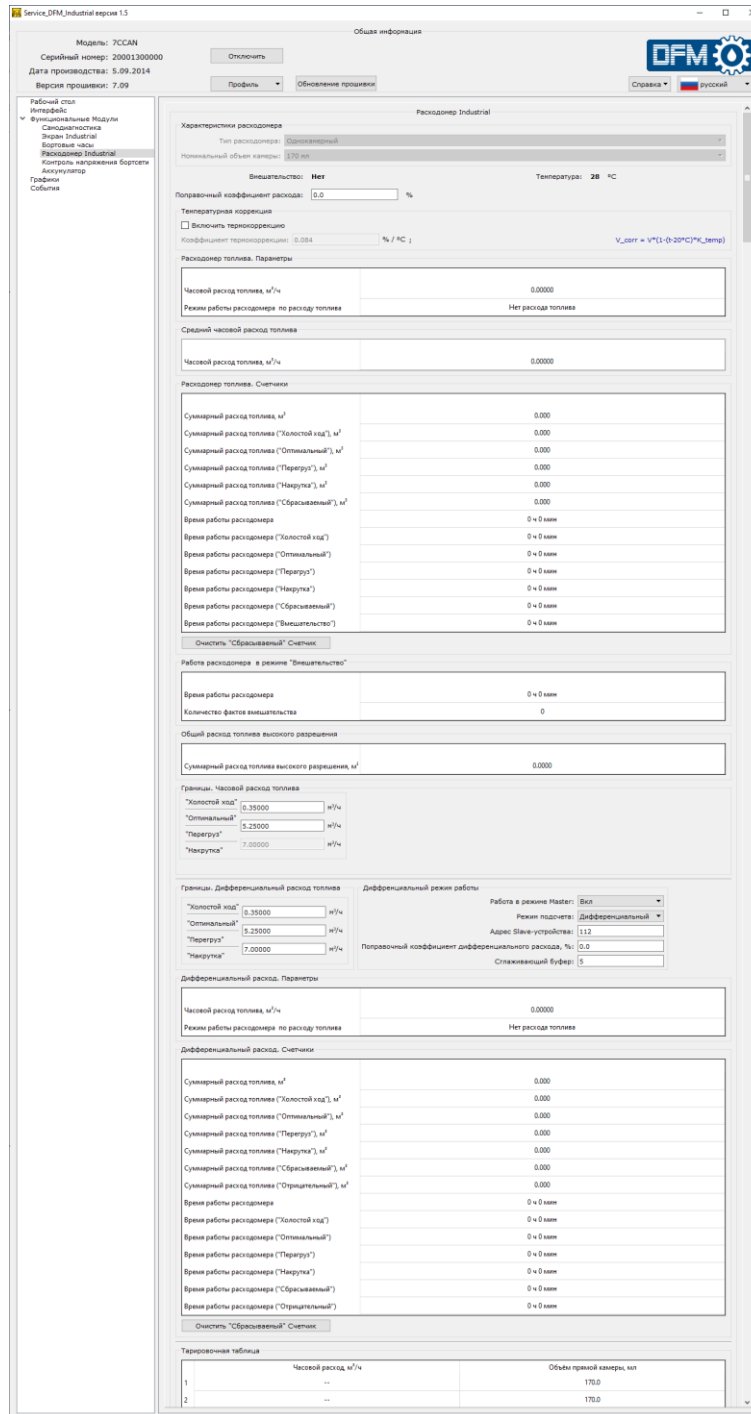 Service_DFM_Industrial версия 1.5
Общая информация
Модель: 7CCAN
Серийный номер: 20001300000
Дата производства: 5.09.2014
Версия прошивки: 7.09
Отключить
Профиль
Обновление прошивки
DFM
Справка
русский
Рабочий стол
Интерфейс
Функциональные Модули
Самодиагностика
Экран Industrial
Бортовые часы
Расходомер Industrial
Контроль напряжения бортсети
Аккумулятор
Графики
События
Расходомер Industrial
Характеристики расходомера
Тип расходомера: Однокамерный
Номинальный объем камеры: 170 мл
Вмешательство: Нет
Температура: 28 ºC
Поправочный коэффициент расхода: 0.0 %
Температурная коррекция
Включить термокоррекцию
Коэффициент термокоррекции: 0.084 % / ºC ;
V_corr = V*(1-(t-20°C)*K_temp)
Расходомер топлива. Параметры
Часовой расход топлива, м³/ч 0.00000
Режим работы расходомера по расходу топлива Нет расхода топлива
Средний часовой расход топлива
Часовой расход топлива, м³/ч 0.00000
Расходомер топлива. Счетчики
Суммарный расход топлива, м³ 0.000
Суммарный расход топлива ("Холостой ход"), м³ 0.000
Суммарный расход топлива ("Оптимальный"), м³ 0.000
Суммарный расход топлива ("Перегруз"), м³ 0.000
Суммарный расход топлива ("Накрутка"), м³ 0.000
Суммарный расход топлива ("Сбрасываемый"), м³ 0.000
Время работы расходомера 0 ч 0 мин
Время работы расходомера ("Холостой ход") 0 ч 0 мин
Время работы расходомера ("Оптимальный") 0 ч 0 мин
Время работы расходомера ("Перегруз") 0 ч 0 мин
Время работы расходомера ("Накрутка") 0 ч 0 мин
Время работы расходомера ("Сбрасываемый") 0 ч 0 мин
Время работы расходомера ("Вмешательство") 0 ч 0 мин
Очистить "Сбрасываемый" Счетчик
Работа расходомера в режиме "Вмешательство"
Время работы расходомера 0 ч 0 мин
Количество фактов вмешательства 0
Общий расход топлива высокого разрешения
Суммарный расход топлива высокого разрешения, м³ 0.0000
Границы. Часовой расход топлива
"Холостой ход"
0.35000 м³/ч
"Оптимальный"
5.25000 м³/ч
"Перегруз"
7.00000 м³/ч
"Накрутка"
Границы. Дифференциальный расход топлива
"Холостой ход"
0.35000 м³/ч
"Оптимальный"
5.25000 м³/ч
"Перегруз"
7.00000 м³/ч
"Накрутка"
Диффренциальный режим работы
Работа в режиме Master: Вкл
Режим подсчета: Дифференциальный
Адрес Slave-устройства: 112
Поправочный коэффициент дифференциального расхода, %: 0.0
Сглаживающий буфер: 5
Дифференциальный расход. Параметры
Часовой расход топлива, м³/ч 0.00000
Режим работы расходомера по расходу топлива Нет расхода топлива
Дифференциальный расход. Счетчики
Суммарный расход топлива, м³ 0.000
Суммарный расход топлива ("Холостой ход"), м³ 0.000
Суммарный расход топлива ("Оптимальный"), м³ 0.000
Суммарный расход топлива ("Перегруз"), м³ 0.000
Суммарный расход топлива ("Накрутка"), м³ 0.000
Суммарный расход топлива ("Сбрасываемый"), м³ 0.000
Суммарный расход топлива ("Отрицательный"), м³ 0.000
Время работы расходомера 0 ч 0 мин
Время работы расходомера ("Холостой ход") 0 ч 0 мин
Время работы расходомера ("Оптимальный") 0 ч 0 мин
Время работы расходомера ("Перегруз") 0 ч 0 мин
Время работы расходомера ("Накрутка") 0 ч 0 мин
Время работы расходомера ("Сбрасываемый") 0 ч 0 мин
Время работы расходомера ("Отрицательный") 0 ч 0 мин
Очистить "Сбрасываемый" Счетчик
Тарировочная таблица
Часовой расход, м³/ч Объём прямой камеры, мл
1 -- 170.0
2 -- 170.0